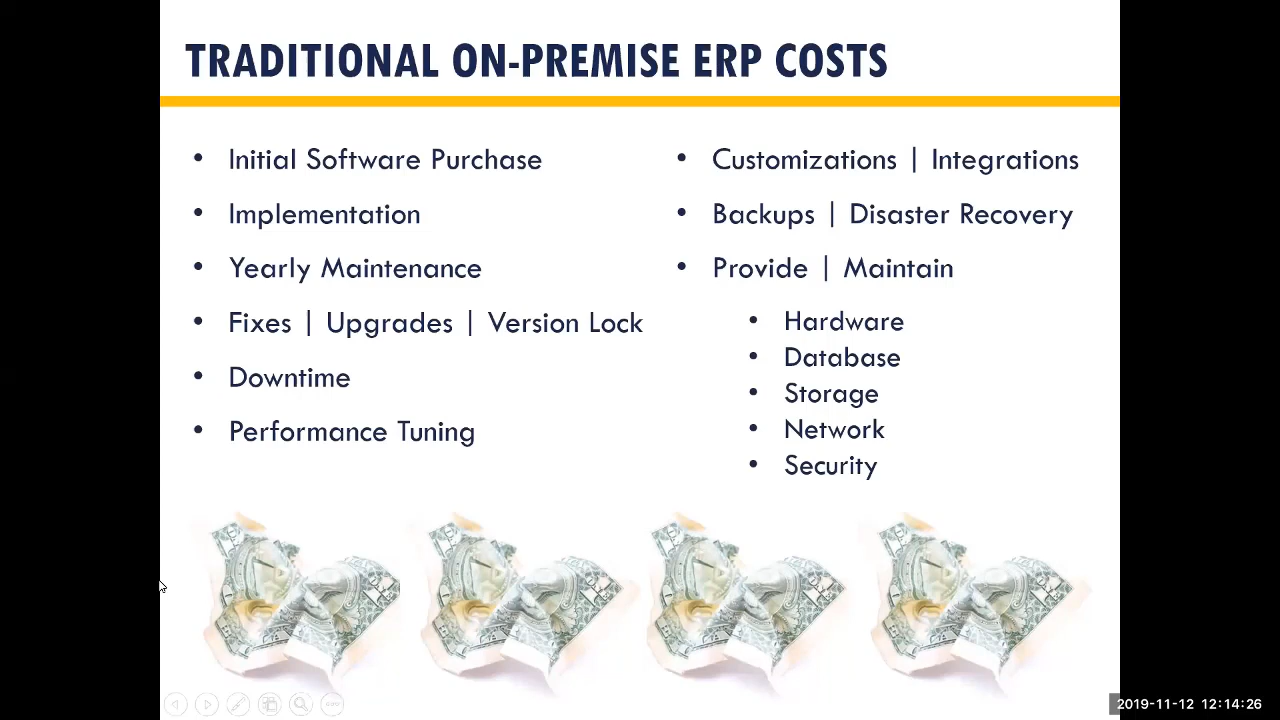 TRADITIONAL ON-PREMISE ERP COSTS
• Initial Software Purchase
• Implementation
• Yearly Maintenance
• Fixes | Upgrades | Version Lock
• Downtime
• Performance Tuning
• Customizations | Integrations
• Backups | Disaster Recovery
• Provide | Maintain
• Hardware
• Database
• Storage
• Network
• Security
2019-11-12 12:14:26